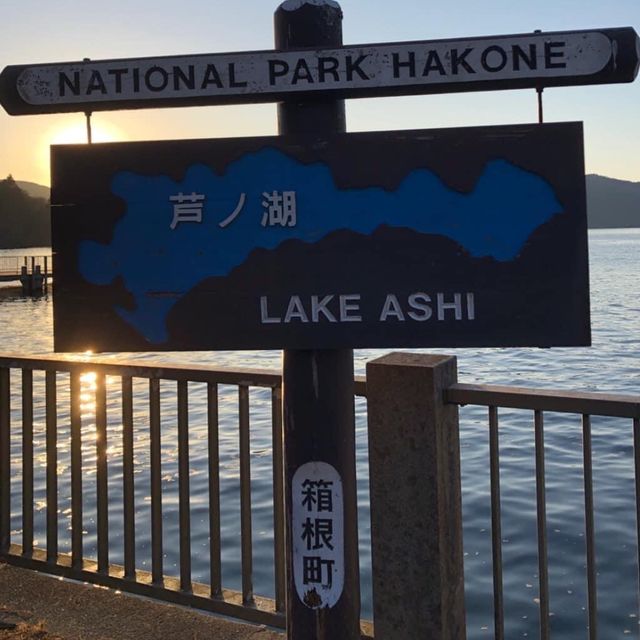 NATIONAL PARK HAKONE
芦ノ湖
LAKE ASHI
箱根町